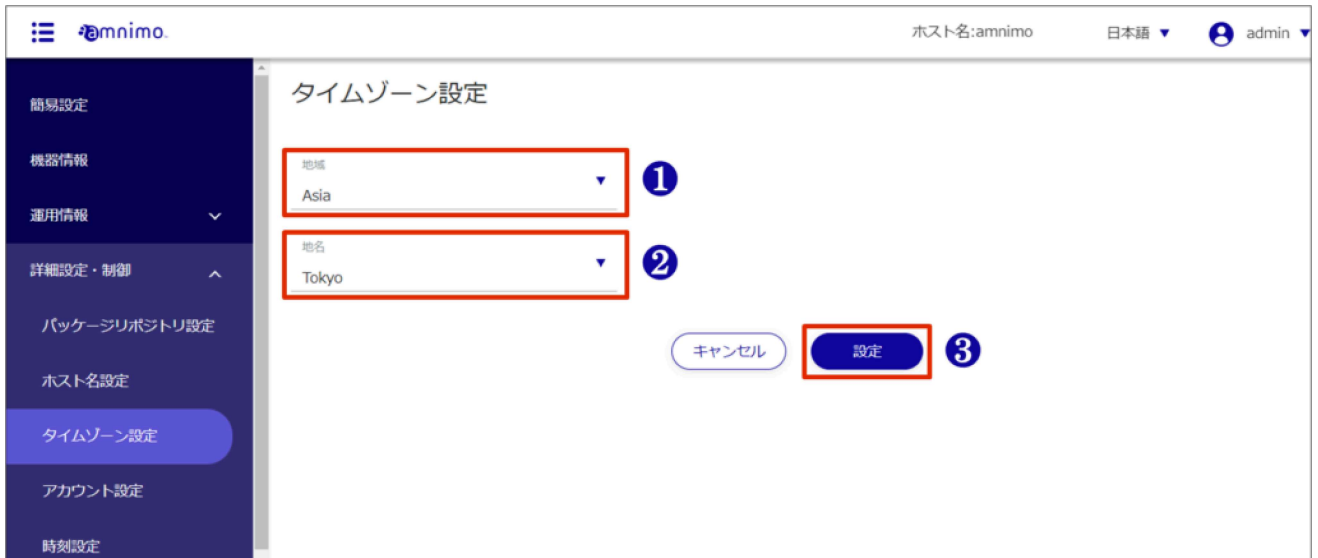 amnimo
ホスト名:amnimo
日本語 ▼
admin ▼
簡易設定
機器情報
運用情報
詳細設定・制御
パッケージリポジトリ設定
ホスト名設定
タイムゾーン設定
アカウント設定
時刻設定
タイムゾーン設定
地域
Asia
❶
地名
Tokyo
❷
キャンセル
設定
❸